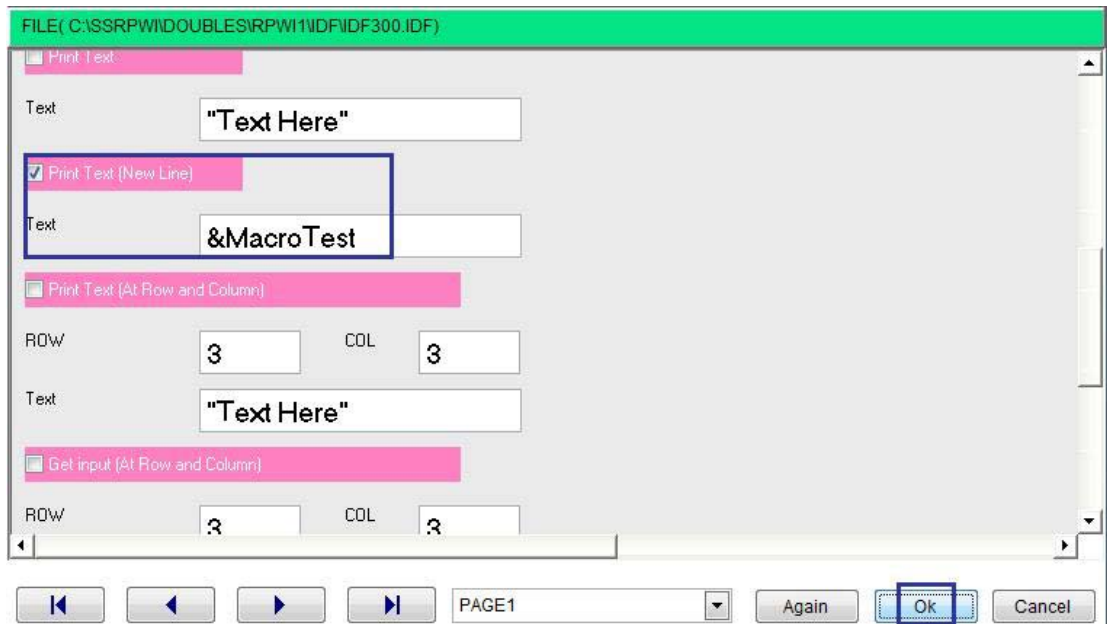 FILE( C:\SSRPWI\DOUBLES\RPWI1\IDF\IDF300.IDF)
Print Text
Text "Text Here"
Print Text (New Line)
Text &MacroTest
Print Text (At Row and Column)
ROW 3 COL 3
Text "Text Here"
Get input (At Row and Column)
ROW 3 COL 3
PAGE1 Again Ok Cancel